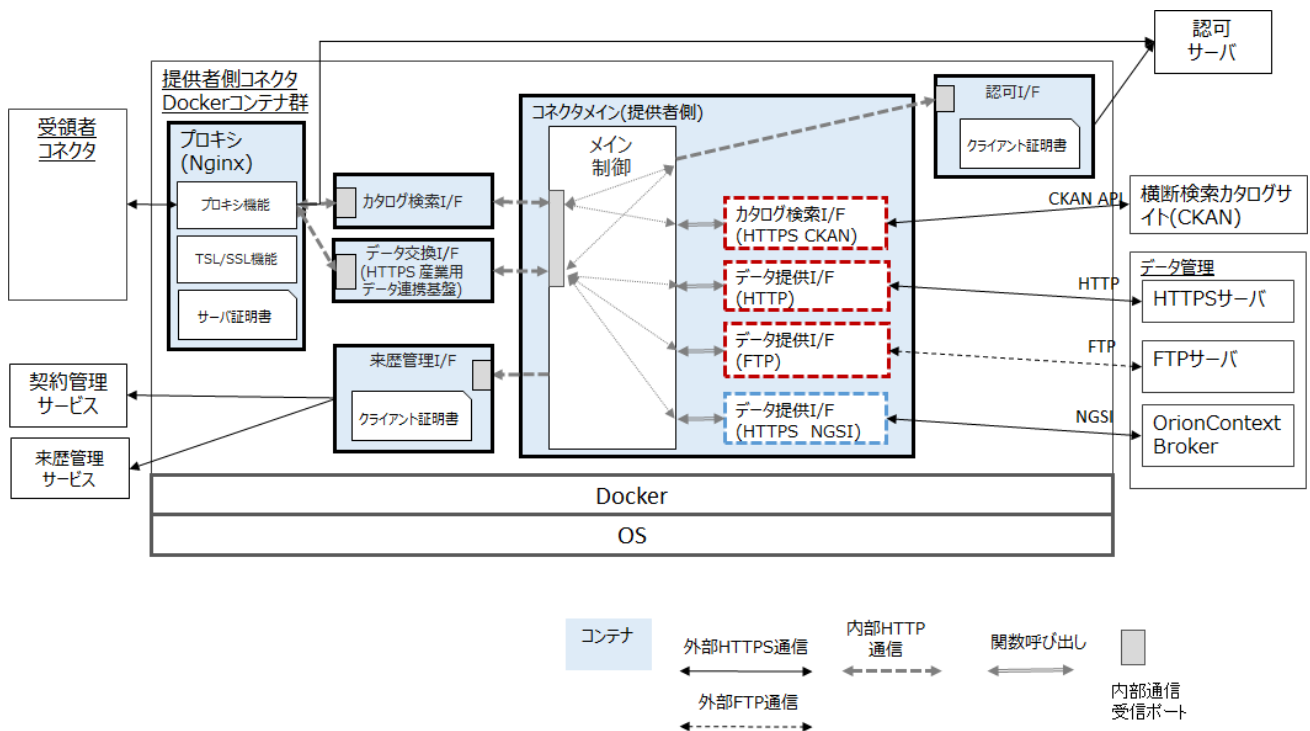 認可
サーバ
提供者側コネクタ
Dockerコンテナ群
受領者
コネクタ
プロキシ
(Nginx)
プロキシ機能
TSL/SSL機能
サーバ証明書
カタログ検索I/F
データ交換I/F
(HTTPS 産業用
データ連携基盤)
来歴管理I/F
クライアント証明書
コネクタメイン(提供者側)
メイン
制御
カタログ検索I/F
(HTTPS CKAN)
データ提供I/F
(HTTP)
データ提供I/F
(FTP)
データ提供I/F
(HTTPS NGSI)
認可I/F
クライアント証明書
CKAN API
HTTP
FTP
NGSI
横断検索カタログサ
イト(CKAN)
データ管理
HTTPSサーバ
FTPサーバ
OrionContext
Broker
契約管理
サービス
来歴管理
サービス
Docker
OS
コンテナ
外部HTTPS通信
外部FTP通信
内部HTTP
通信
関数呼び出し
内部通信
受信ポート